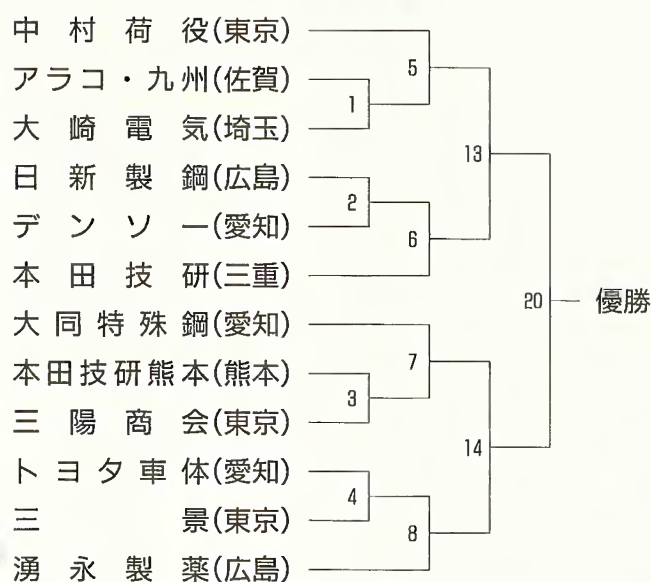 中村荷役(東京)
アラコ・九州(佐賀)
大崎電気(埼玉)
日新製鋼(広島)
デンソー(愛知)
本田技研(三重)
大同特殊鋼(愛知)
本田技研熊本(熊本)
三陽商会(東京)
トヨタ車体(愛知)
三景(東京)
湧永製薬(広島)
1
2
3
4
5
6
7
8
13
14
20
優勝